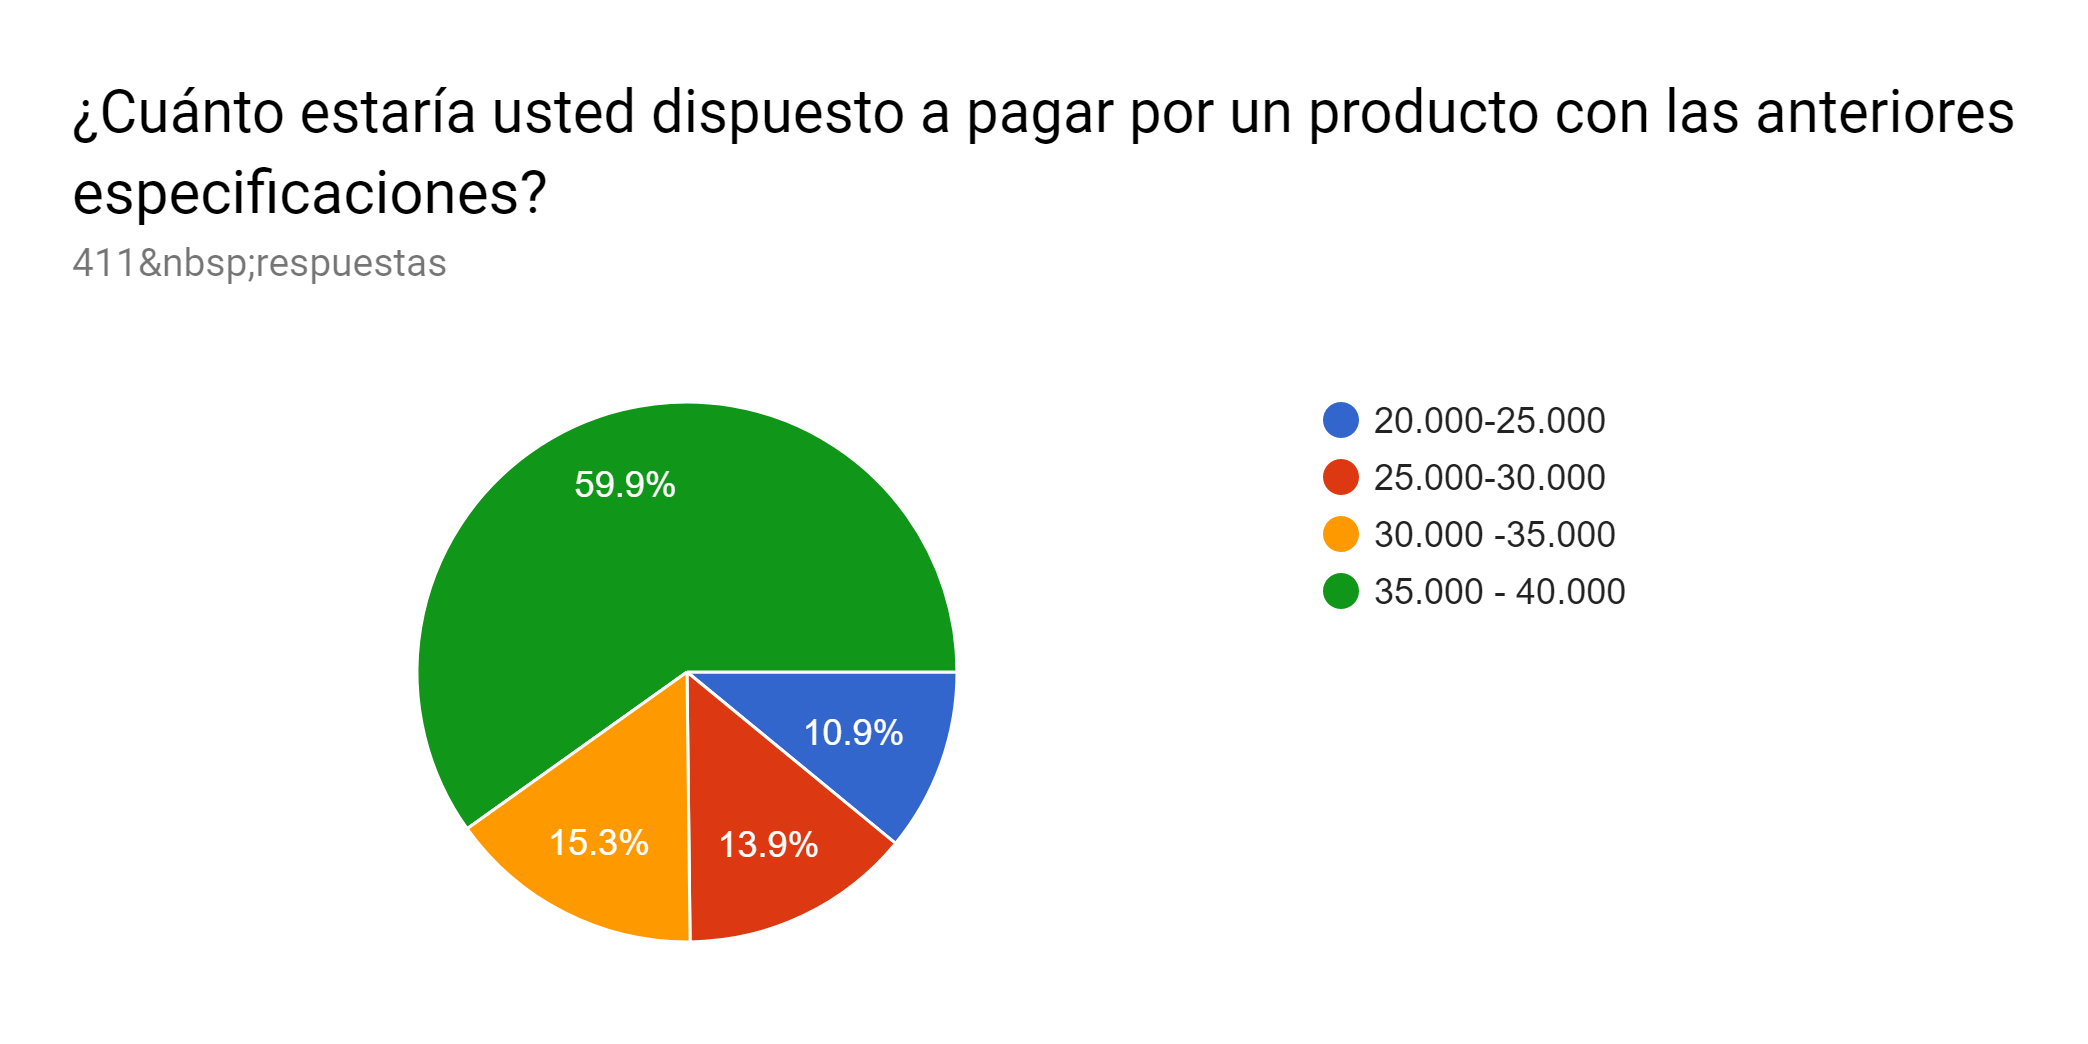 ¿Cuánto estaría usted dispuesto a pagar por un producto con las anteriores
especificaciones?
411&nbsp;respuestas
59.9%
10.9%
15.3%
13.9%
20.000-25.000
25.000-30.000
30.000 -35.000
35.000 - 40.000